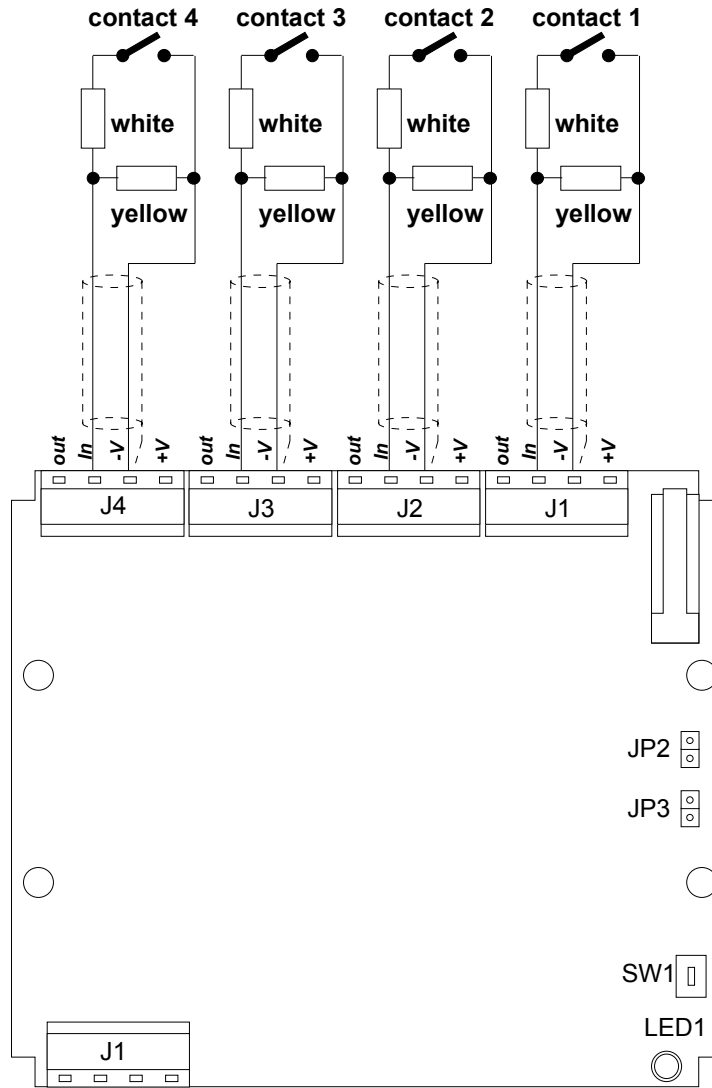 contact 4 contact 3 contact 2 contact 1
white white white white
yellow yellow yellow yellow
out In -V +V out In -V +V out In -V +V out In -V +V
J4 J3 J2 J1
JP2
JP3
SW1
LED1
J1